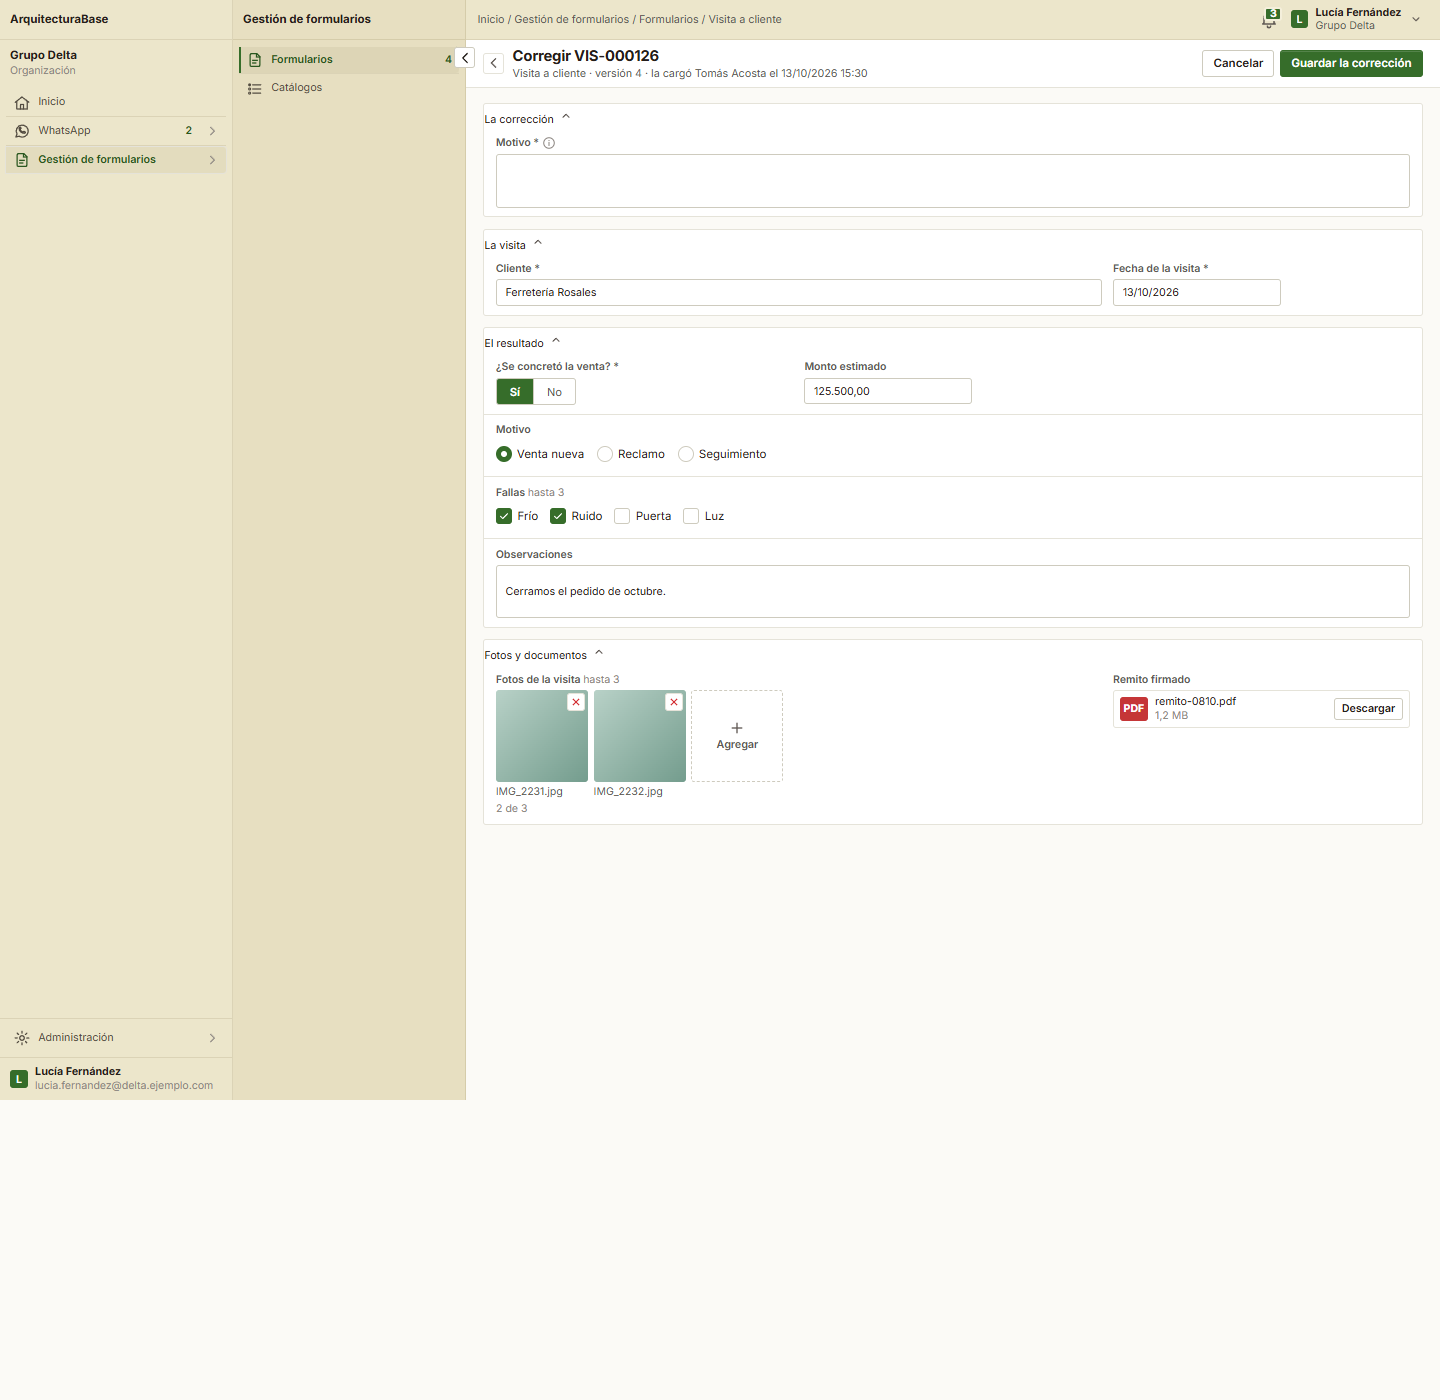 ArquitecturaBase
Grupo Delta
Organización
Inicio
WhatsApp 2
Gestión de formularios
Administración
L Lucía Fernández
lucia.fernandez@delta.ejemplo.com
Gestión de formularios
Formularios 4
Catálogos
Inicio / Gestión de formularios / Formularios / Visita a cliente
3
L Lucía Fernández
Grupo Delta
Corregir VIS-000126
Visita a cliente · versión 4 · la cargó Tomás Acosta el 13/10/2026 15:30
Cancelar
Guardar la corrección
La corrección
Motivo *
La visita
Cliente * Fecha de la visita *
Ferretería Rosales 13/10/2026
El resultado
¿Se concretó la venta? * Monto estimado
Sí No 125.500,00
Motivo
Venta nueva Reclamo Seguimiento
Fallas hasta 3
Frío Ruido Puerta Luz
Observaciones
Cerramos el pedido de octubre.
Fotos y documentos
Fotos de la visita hasta 3
Agregar
IMG_2231.jpg IMG_2232.jpg
2 de 3
Remito firmado
PDF remito-0810.pdf
1,2 MB
Descargar